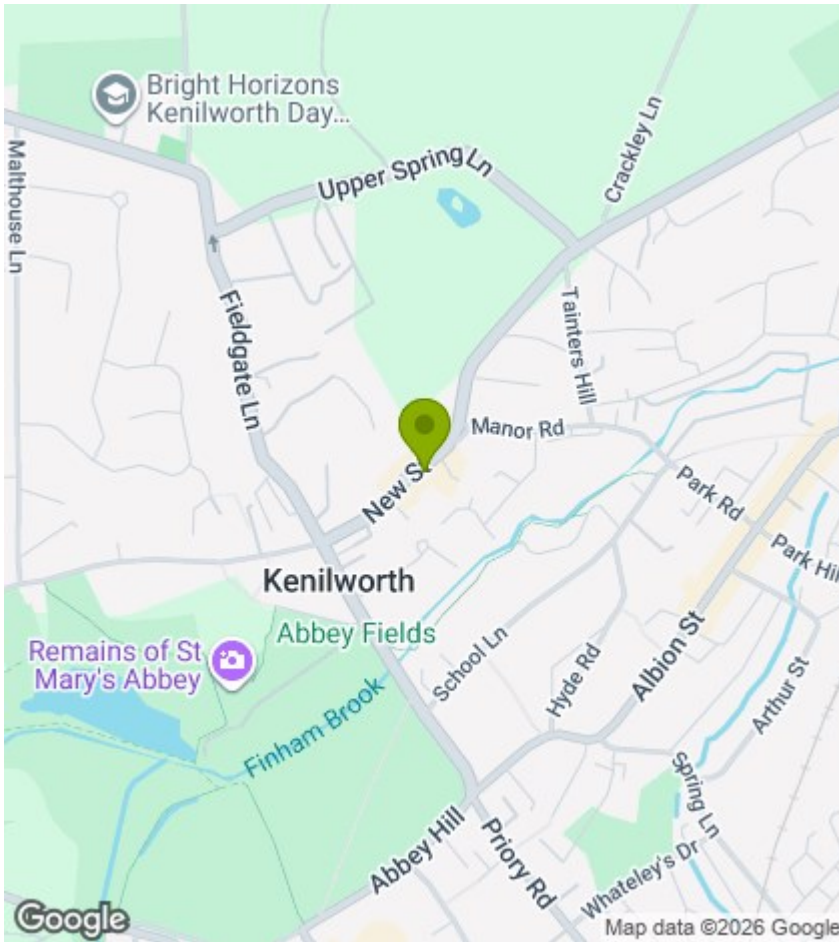 Bright Horizons
Kenilworth Day...
Malthouse Ln
Upper Spring Ln
Crackley Ln
Fieldgate Ln
Tainters Hill
Manor Rd
New St
Park Rd
Park Hill
Kenilworth
Abbey Fields
Remains of St
Mary's Abbey
School Ln
Hyde Rd
Albion St
Arthur St
Finham Brook
Spring Ln
Abbey Hill
Priory Rd
Whateley's Dr
Google
Map data ©2026 Google